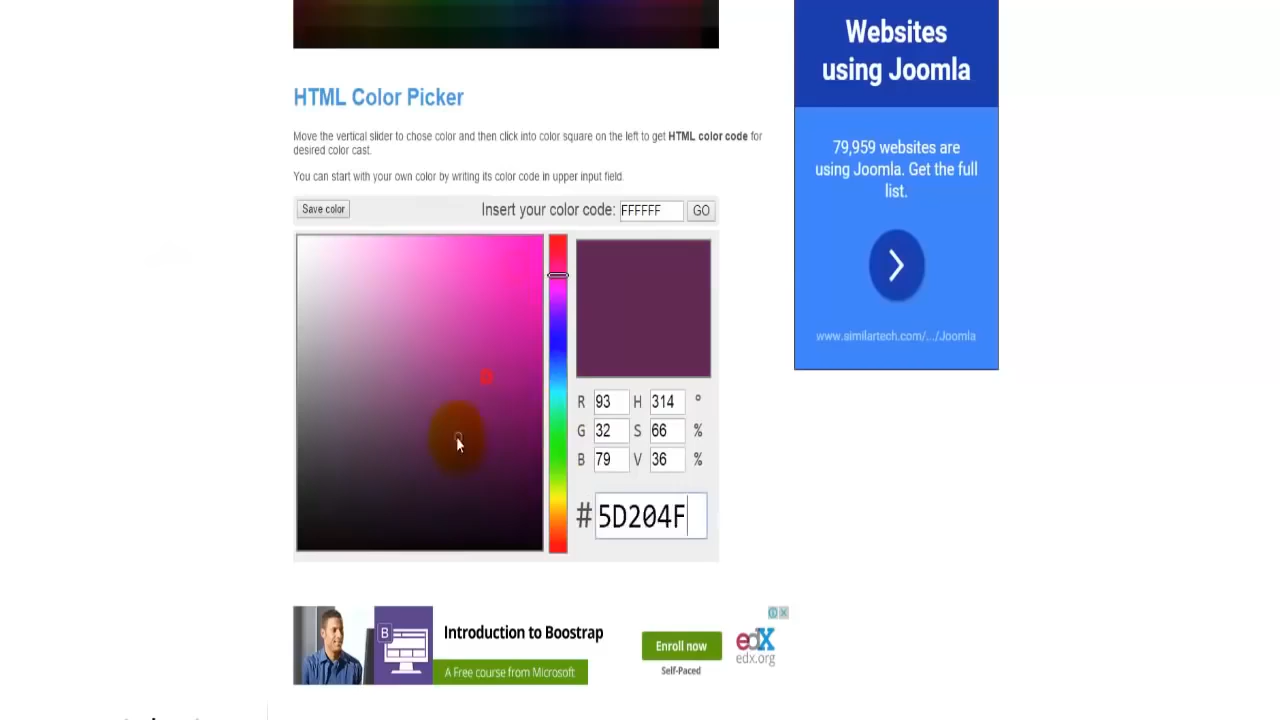 Websites
using Joomla
HTML Color Picker
Move the vertical slider to chose color and then click into color square on the left to get HTML color code for
desired color cast.
79,959 websites are
using Joomla. Get the full
list.
You can start with your own color by writing its color code in upper input field.
Save color
Insert your color code: FFFFFF GO
www.similartech.com/.../Joomla
R 93 H 314 °
G 32 S 66 %
B 79 V 36 %
# 5D204F
B
Introduction to Boostrap
A Free course from Microsoft
Enroll now
Self-Paced
edX
edx.org